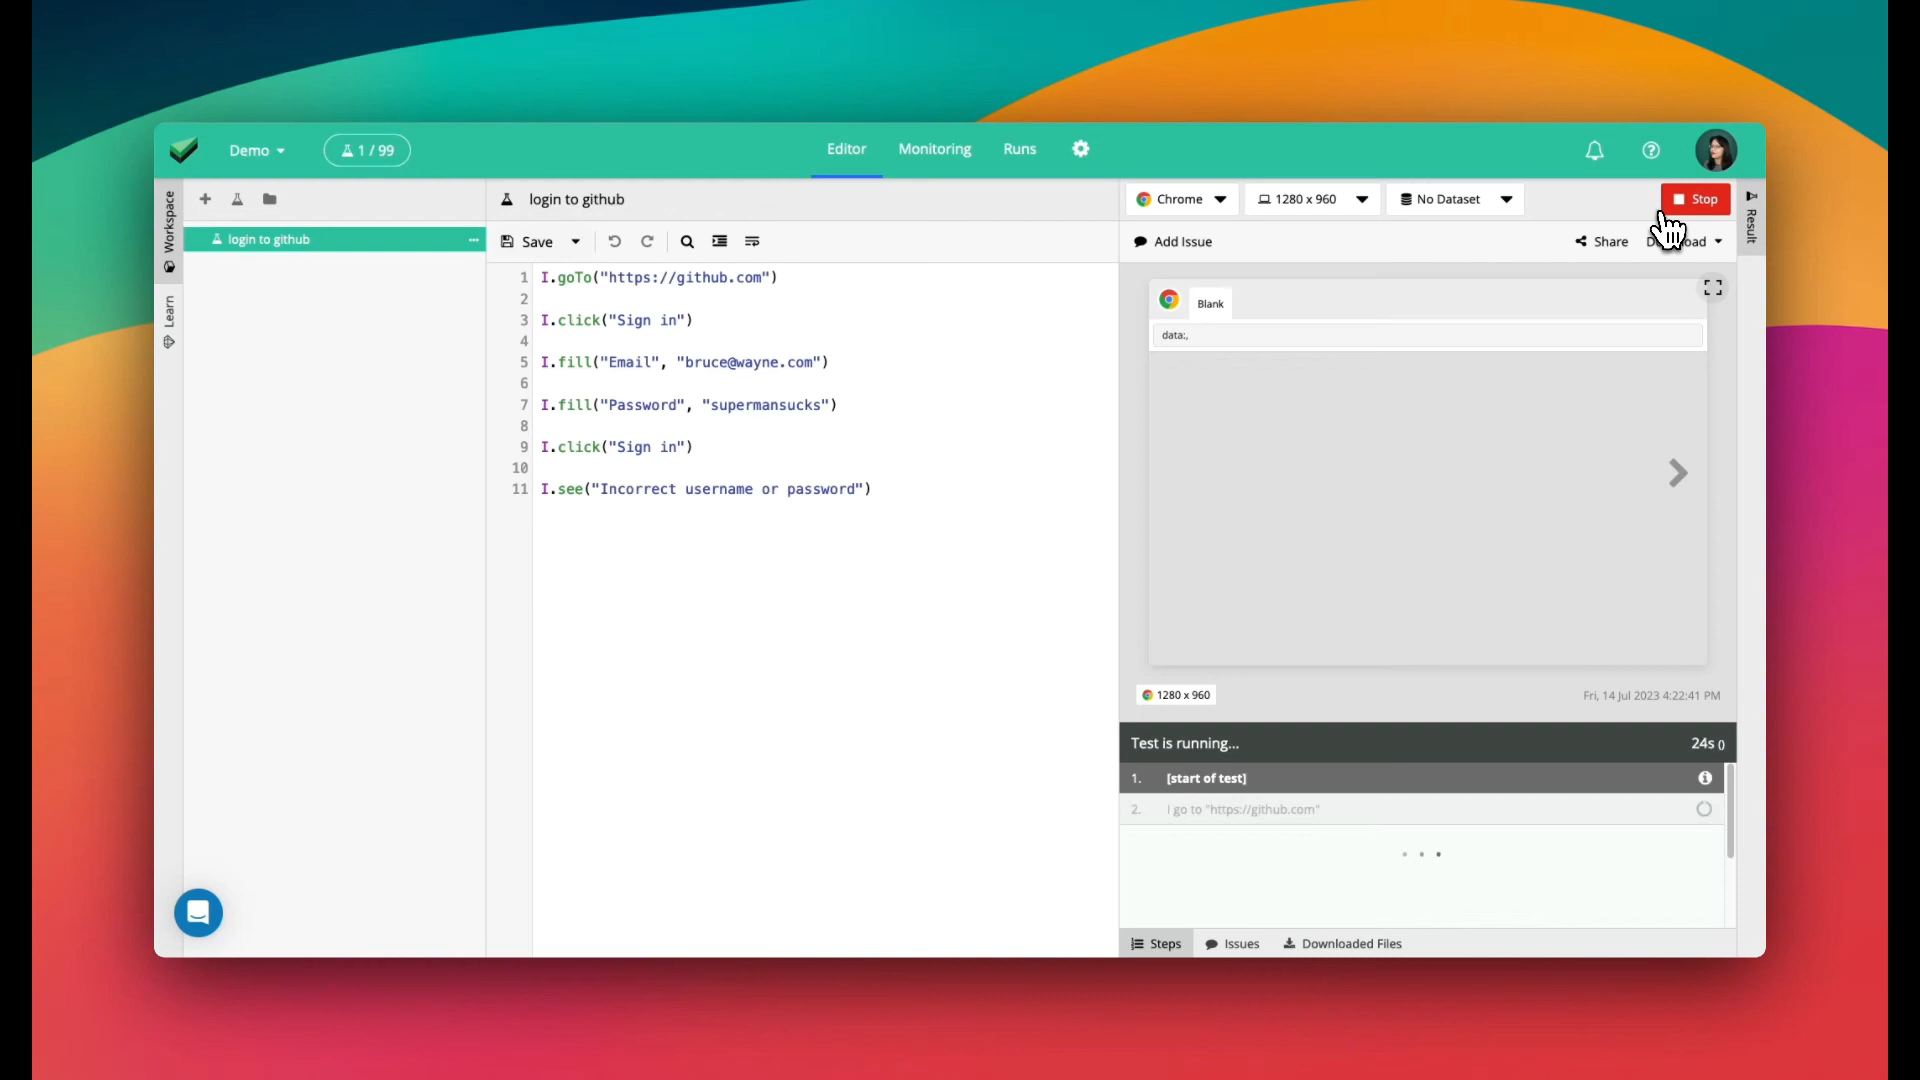 Demo
1 / 99
Editor
Monitoring
Runs
Workspace
Learn
login to github
login to github
Save
1 I.goTo("https://github.com")
2
3 I.click("Sign in")
4
5 I.fill("Email", "bruce@wayne.com")
6
7 I.fill("Password", "supermansucks")
8
9 I.click("Sign in")
10
11 I.see("Incorrect username or password")
Chrome
1280 x 960
No Dataset
Stop
Result
Add Issue
Share
Blank
data:,
1280 x 960
Fri, 14 Jul 2023 4:22:41 PM
Test is running...
24s
1. [start of test]
2. I go to "https://github.com"
Steps
Issues
Downloaded Files